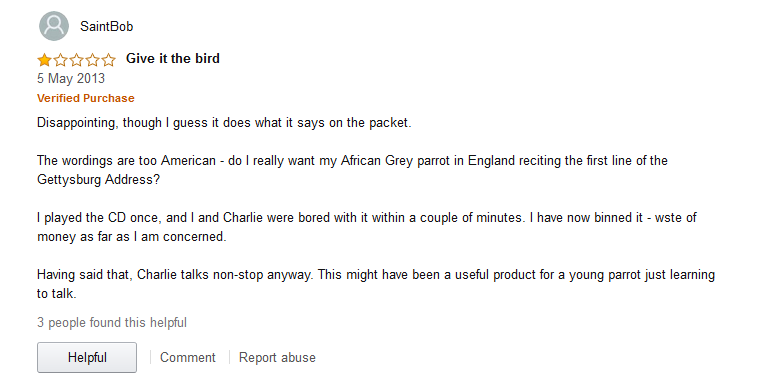 SaintBob
Give it the bird
5 May 2013
Verified Purchase
Disappointing, though I guess it does what it says on the packet.
The wordings are too American - do I really want my African Grey parrot in England reciting the first line of the
Gettysburg Address?
I played the CD once, and I and Charlie were bored with it within a couple of minutes. I have now binned it - wste of
money as far as I am concerned.
Having said that, Charlie talks non-stop anyway. This might have been a useful product for a young parrot just learning
to talk.
3 people found this helpful
Helpful Comment Report abuse